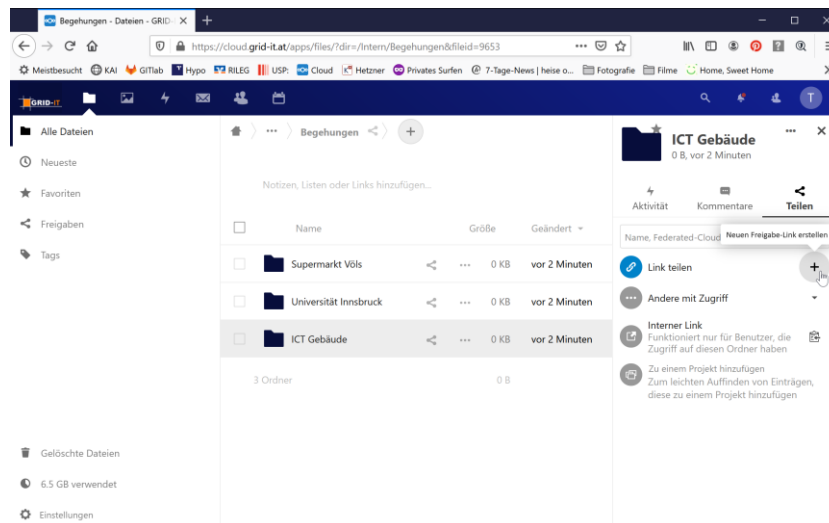 Begehungen - Dateien - GRID-
https://cloud.grid-it.at/apps/files/?dir=/Intern/Begehungen&fileid=9653
Meistbesucht KAI GITlab Hypo RILEG USP: Cloud Hetzner Privates Surfen 7-Tage-News | heise o... Fotografie Filme Home, Sweet Home
GRID-IT
T
Alle Dateien
Neueste
Favoriten
Freigaben
Tags
Gelöschte Dateien
6.5 GB verwendet
Einstellungen
Begehungen
Notizen, Listen oder Links hinzufügen...
Name Größe Geändert
Supermarkt Völs 0 KB vor 2 Minuten
Universität Innsbruck 0 KB vor 2 Minuten
ICT Gebäude 0 KB vor 2 Minuten
3 Ordner 0 B
ICT Gebäude
0 B, vor 2 Minuten
Aktivität Kommentare Teilen
Name, Federated-Cloud
Neuen Freigabe-Link erstellen
Link teilen
Andere mit Zugriff
Interner Link
Funktioniert nur für Benutzer, die
Zugriff auf diesen Ordner haben
Zu einem Projekt hinzufügen
Zum leichten Auffinden von Einträgen,
diese zu einem Projekt hinzufügen